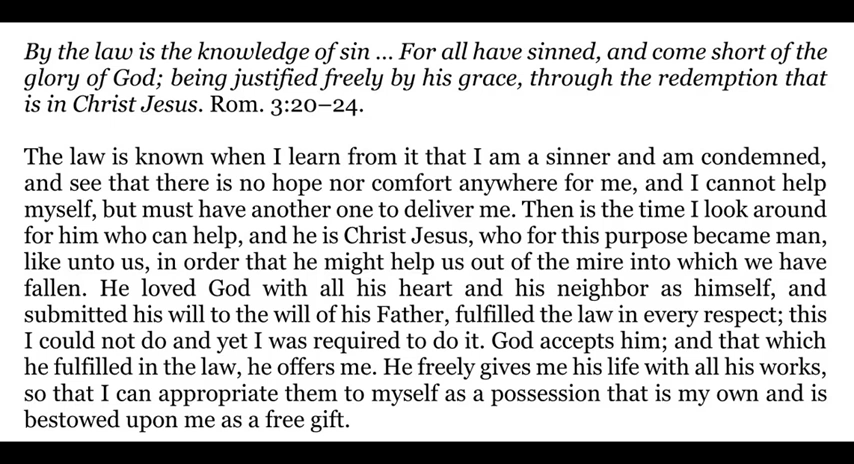 By the law is the knowledge of sin ... For all have sinned, and come short of the
glory of God; being justified freely by his grace, through the redemption that
is in Christ Jesus. Rom. 3:20–24.
The law is known when I learn from it that I am a sinner and am condemned,
and see that there is no hope nor comfort anywhere for me, and I cannot help
myself, but must have another one to deliver me. Then is the time I look around
for him who can help, and he is Christ Jesus, who for this purpose became man,
like unto us, in order that he might help us out of the mire into which we have
fallen. He loved God with all his heart and his neighbor as himself, and
submitted his will to the will of his Father, fulfilled the law in every respect; this
I could not do and yet I was required to do it. God accepts him; and that which
he fulfilled in the law, he offers me. He freely gives me his life with all his works,
so that I can appropriate them to myself as a possession that is my own and is
bestowed upon me as a free gift.